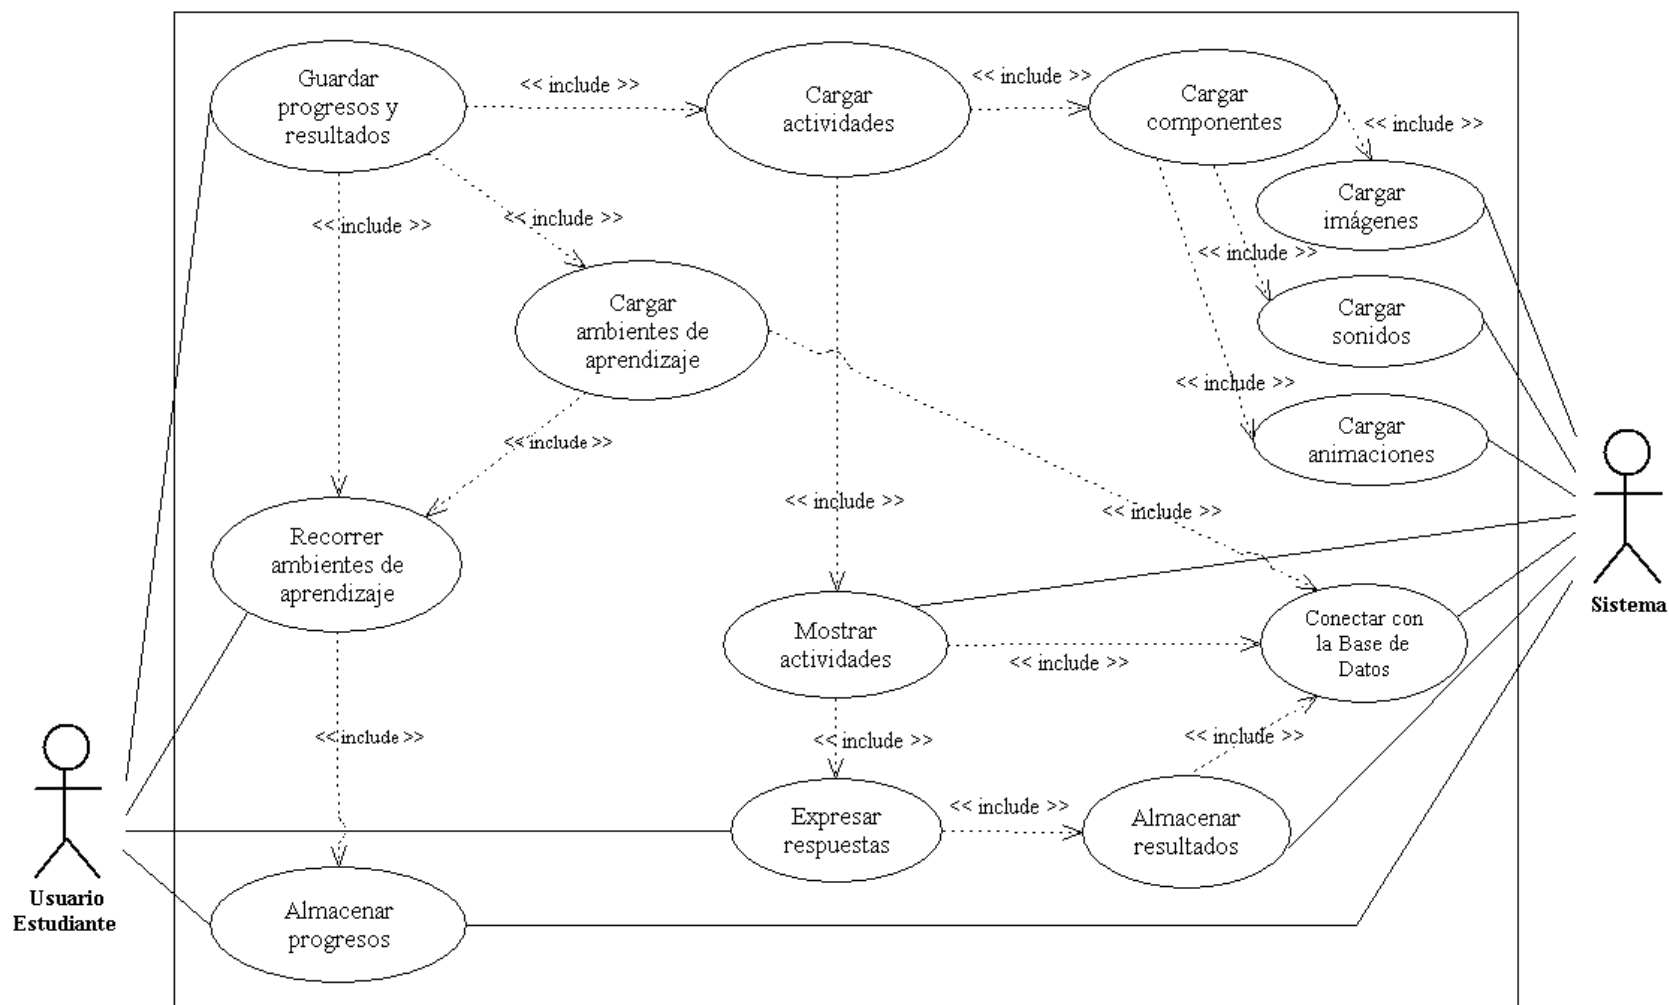 Guardar
progresos y
resultados
<< include >>
Cargar
actividades
<< include >>
Cargar
componentes
<< include >>
Cargar
imágenes
<< include >>
<< include >>
<< include >>
Cargar
sonidos
Cargar
ambientes de
aprendizaje
<< include >>
Cargar
animaciones
<< include >>
<< include >>
<< include >>
Recorrer
ambientes de
aprendizaje
Sistema
Mostrar
actividades
<< include >>
Conectar con
la Base de
Datos
<< include >>
<< include >>
<< include >>
Expresar
respuestas
<< include >>
Almacenar
resultados
Usuario
Estudiante
Almacenar
progresos